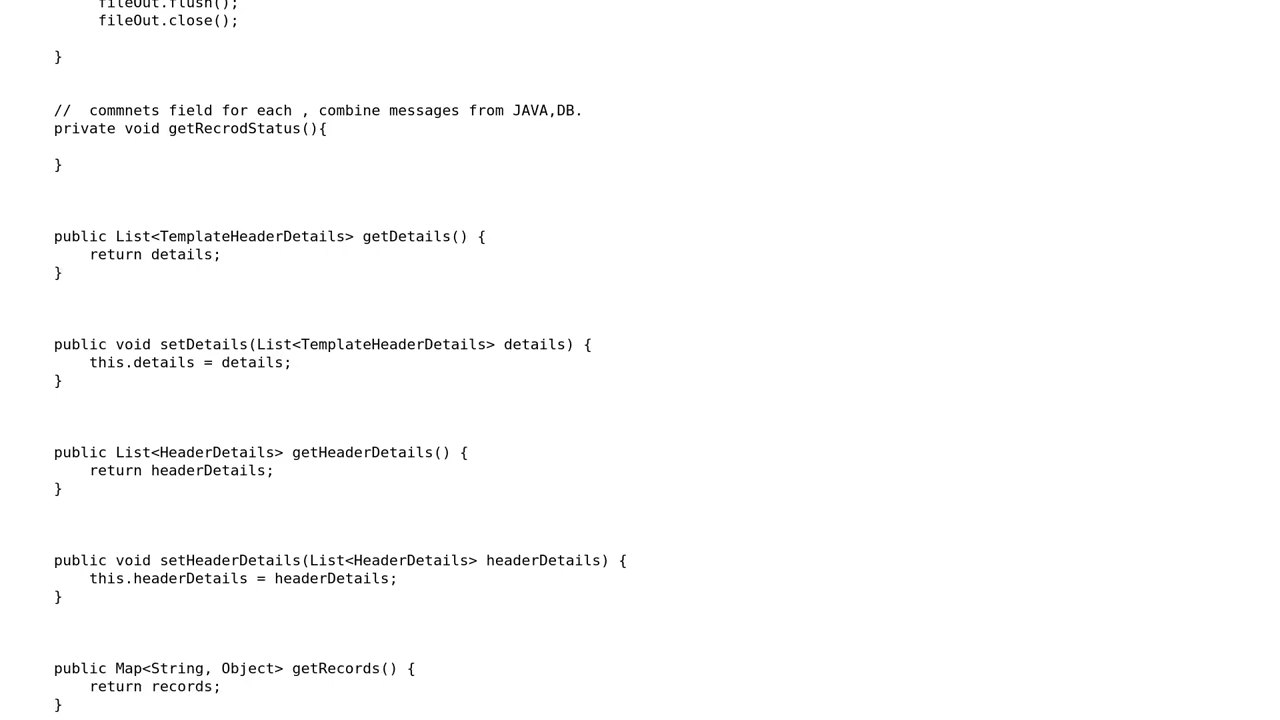 fileOut.flush();
fileOut.close();
}
//  commnets field for each , combine messages from JAVA,DB.
private void getRecrodStatus(){
}
public List<TemplateHeaderDetails> getDetails() {
return details;
}
public void setDetails(List<TemplateHeaderDetails> details) {
this.details = details;
}
public List<HeaderDetails> getHeaderDetails() {
return headerDetails;
}
public void setHeaderDetails(List<HeaderDetails> headerDetails) {
this.headerDetails = headerDetails;
}
public Map<String, Object> getRecords() {
return records;
}